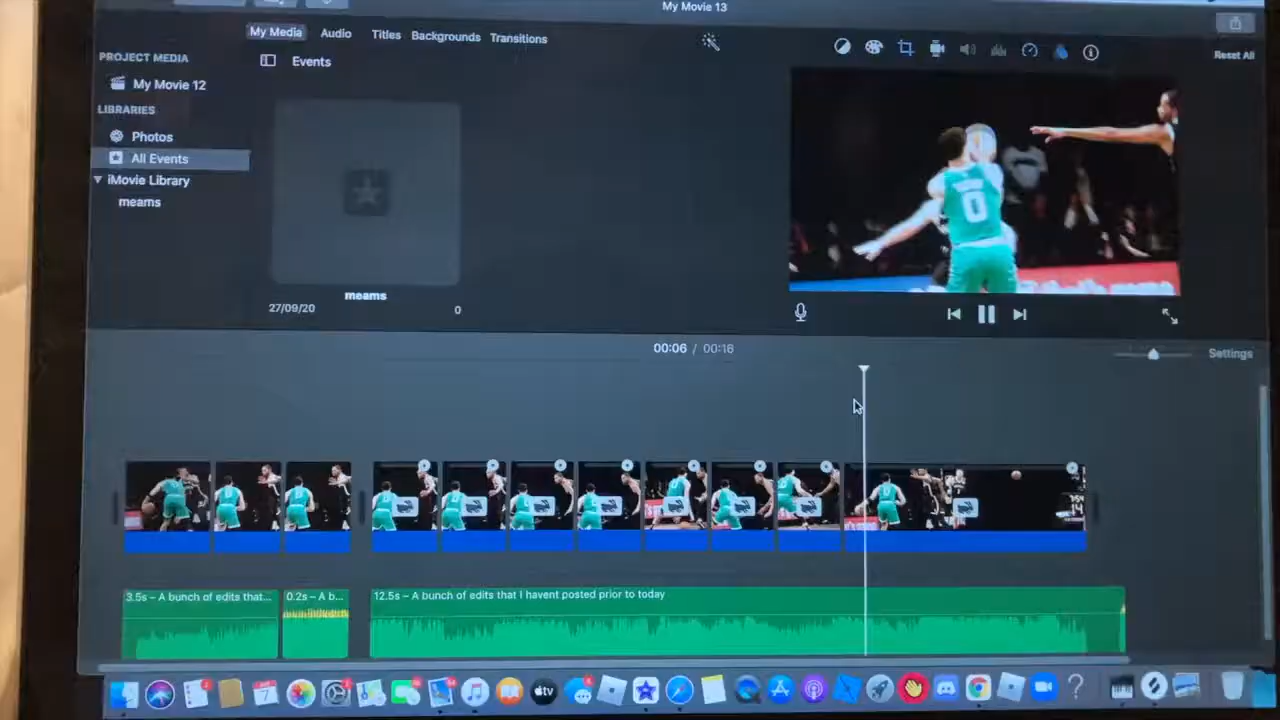 My Movie 13
My Media Audio Titles Backgrounds Transitions
PROJECT MEDIA
My Movie 12
LIBRARIES
Photos
All Events
iMovie Library
meams
Events
meams
27/09/20 0
Reset All
0
00:06 / 00:16
Settings
3.5s – A bunch of edits that...
0.2s – A b...
12.5s – A bunch of edits that I havent posted prior to today
tv